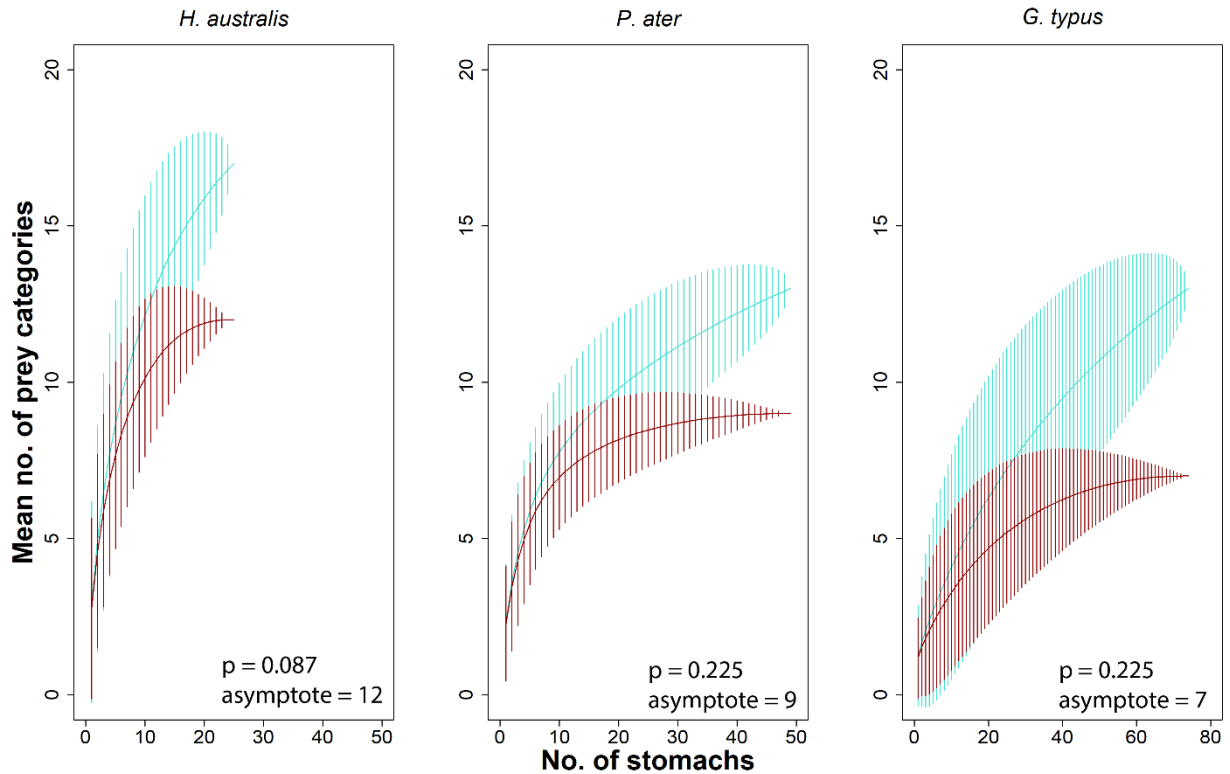 H. australis
P. ater
G. typus
Mean no. of prey categories
20
15
10
5
0
p = 0.087
asymptote = 12
0 10 20 30 40 50
20
15
10
5
0
p = 0.225
asymptote = 9
0 10 20 30 40 50
20
15
10
5
0
p = 0.225
asymptote = 7
0 20 40 60 80
No. of stomachs